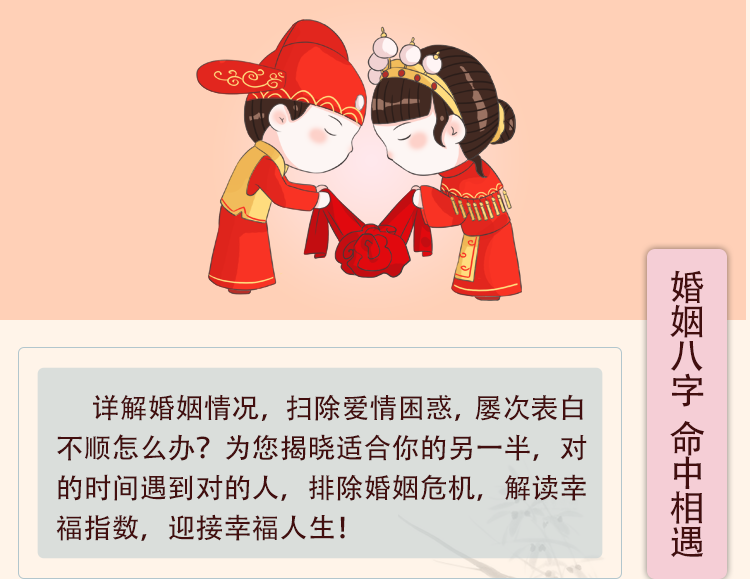 详解婚姻情况，扫除爱情困惑，屡次表白
不顺怎么办？为您揭晓适合你的另一半，对
的时间遇到对的人，排除婚姻危机，解读幸
福指数，迎接幸福人生！
婚姻八字 命中相遇